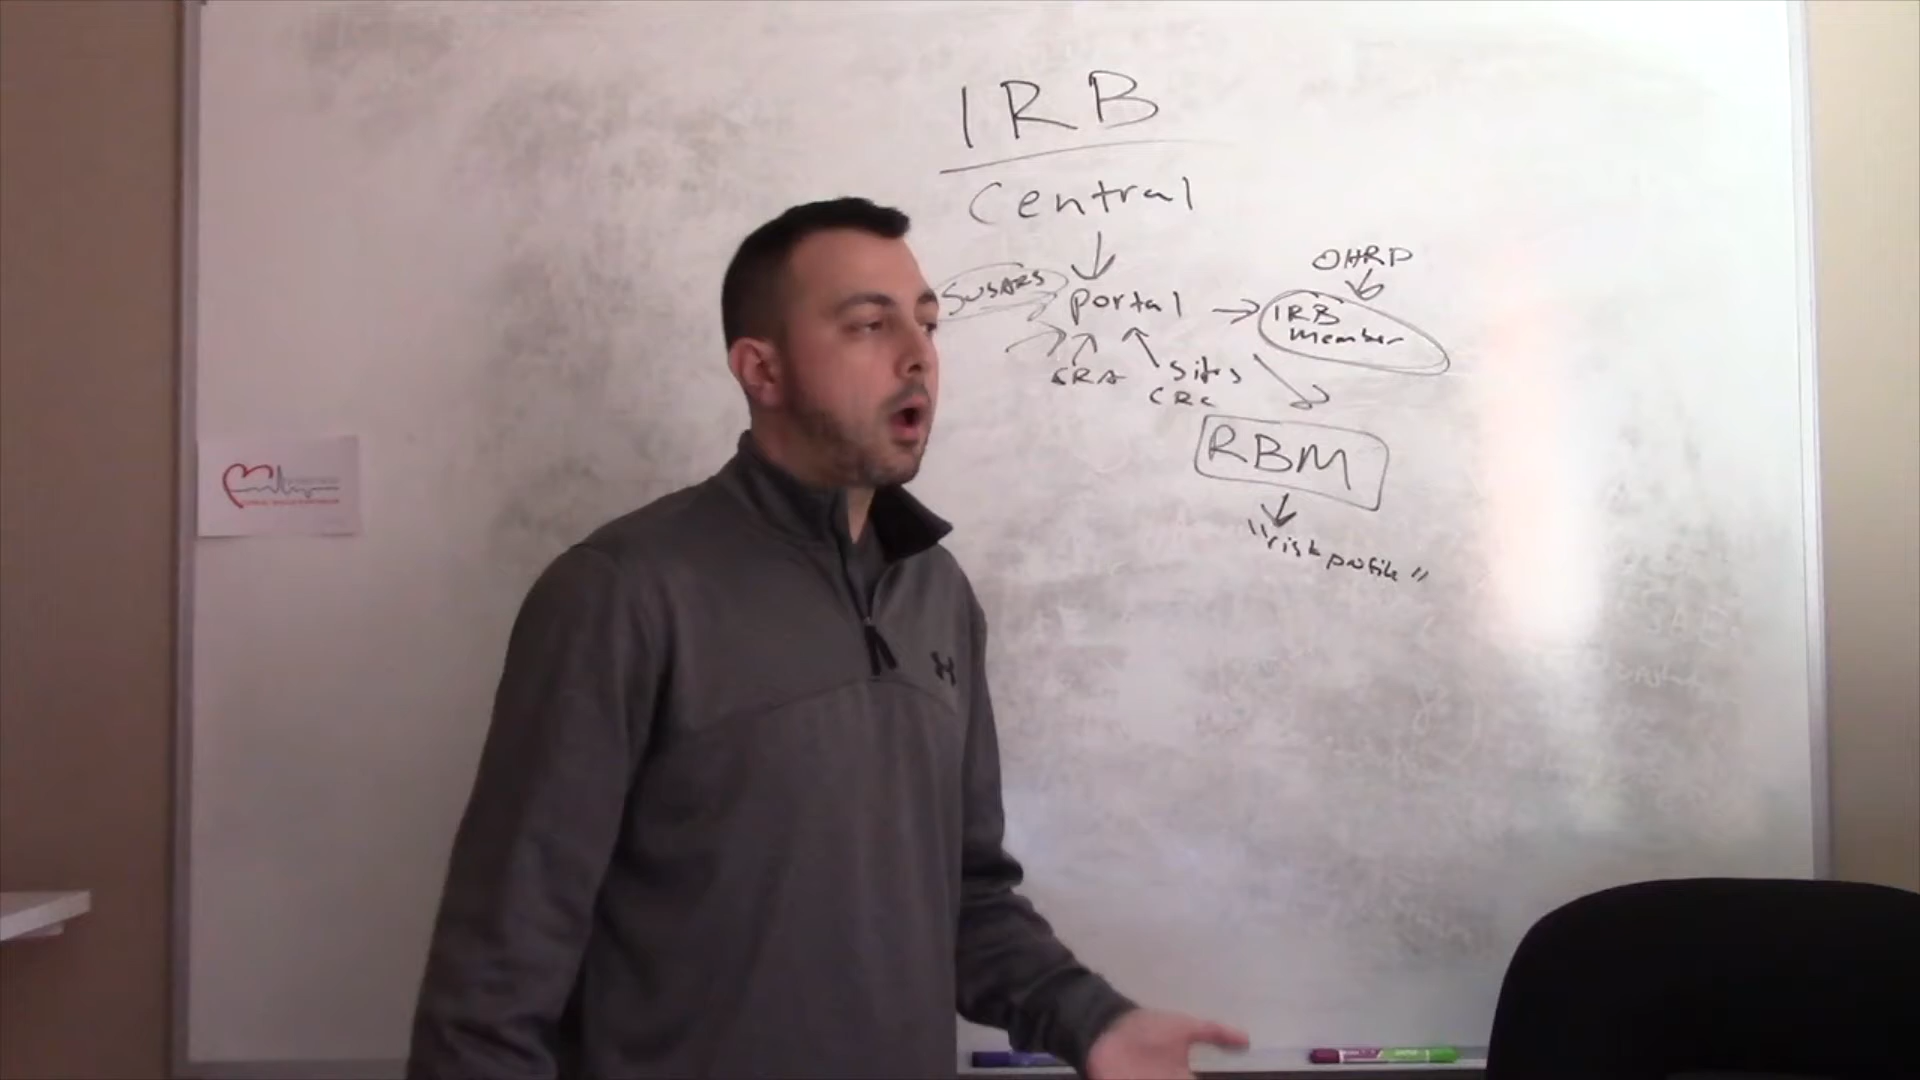 IRB
Central
OHRP
SUSARS
portal
IRB
Member
CRA
Sites
CRC
RBM
"risk profile"